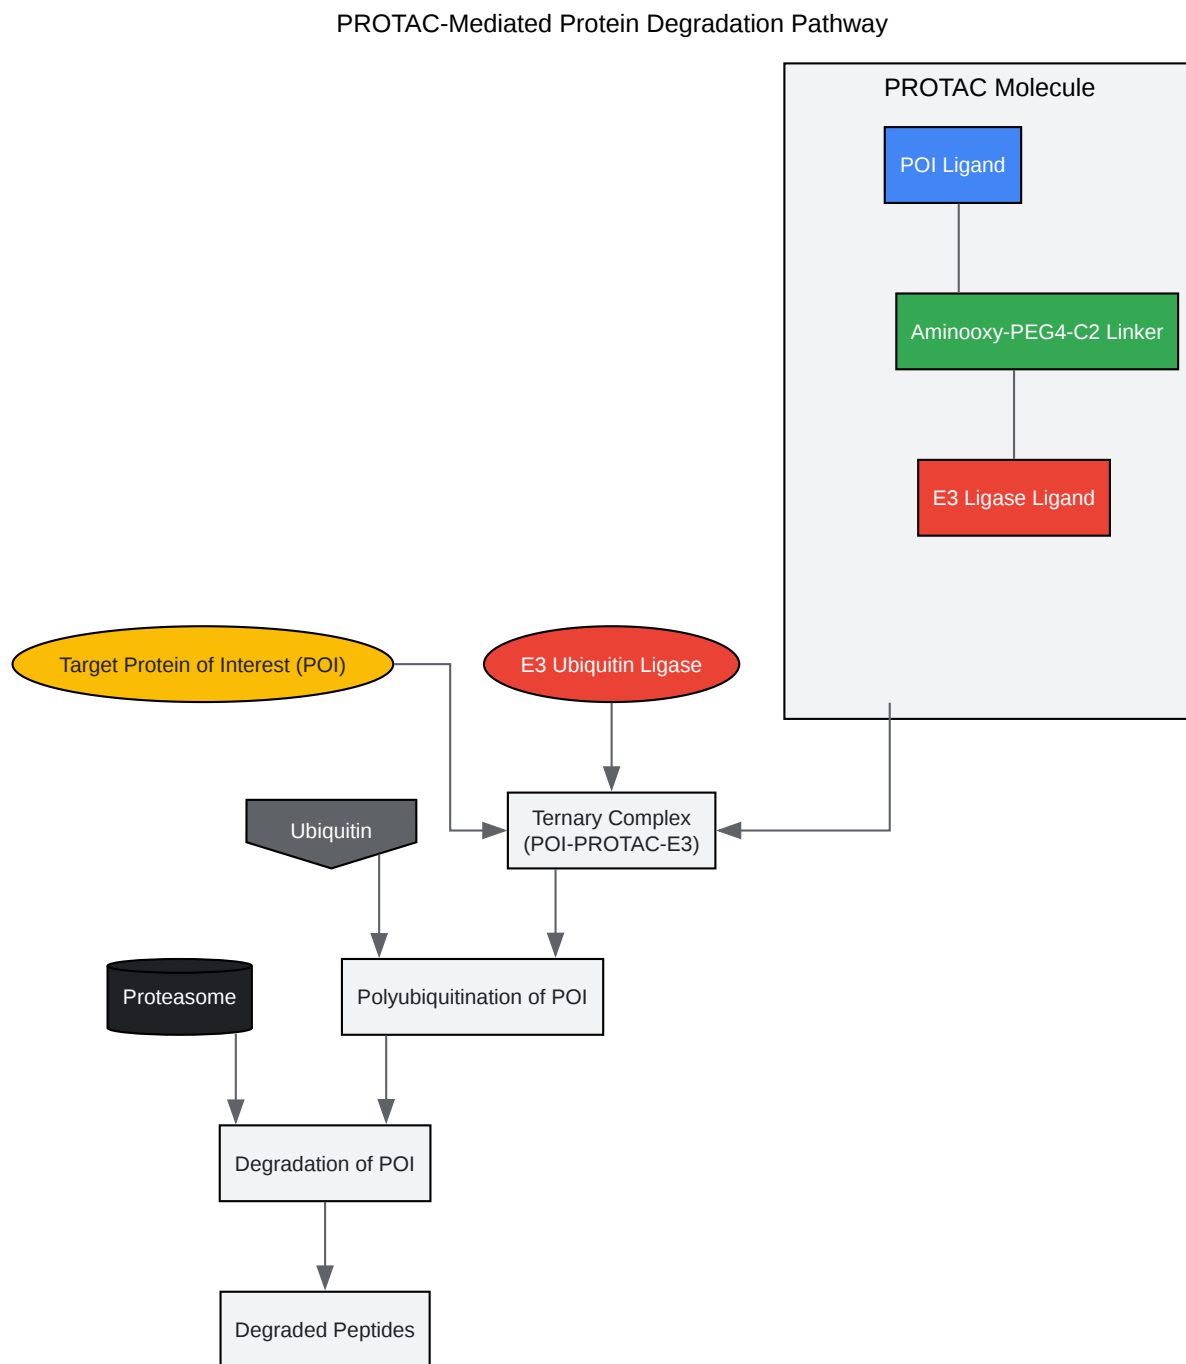 PROTAC-Mediated Protein Degradation Pathway
PROTAC Molecule
POI Ligand
Aminooxy-PEG4-C2 Linker
E3 Ligase Ligand
Target Protein of Interest (POI)
E3 Ubiquitin Ligase
Ubiquitin
Ternary Complex
(POI-PROTAC-E3)
Proteasome
Polyubiquitination of POI
Degradation of POI
Degraded Peptides